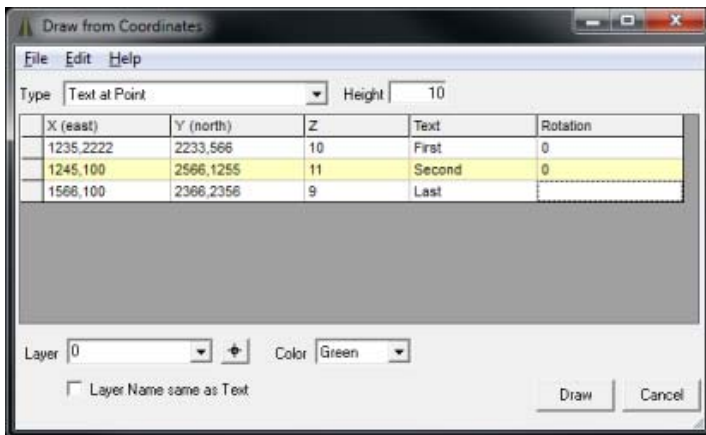 Draw from Coordinates
File Edit Help
Type Text at Point Height 10
X (east) Y (north) Z Text Rotation
1235,2222 2233,566 10 First 0
1245,100 2566,1255 11 Second 0
1566,100 2366,2356 9 Last
Layer 0 Color Green
Layer Name same as Text
Draw Cancel